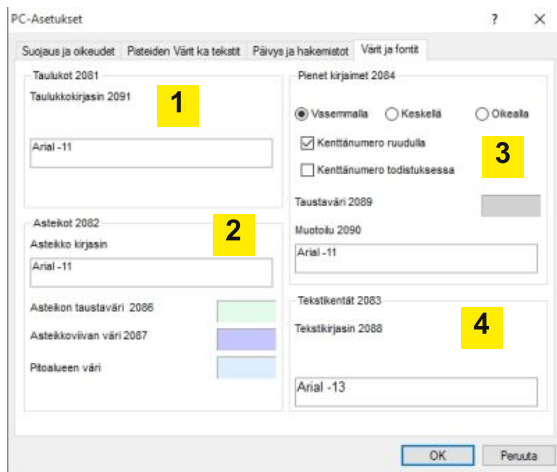 PC-Asetukset
Suojaus ja oikeudet Pisteiden Värit ka tekstit Päivys ja hakemistot Värit ja fontit
Taulukot 2081
Taulukkokirjasin 2091
1
Arial -11
Asteikot 2082
2
Asteikko kirjasin
Arial -11
Asteikon taustaväri 2086
Asteikkoviivan väri 2087
Pitoalueen väri
Pienet kirjaimet 2084
Vasemmalla Keskellä Oikealla
Kenttänumero ruudulla
3
Kenttänumero todistuksessa
Taustaväri 2089
Muotoilu 2090
Arial -11
Tekstikentät 2083
4
Tekstikirjasin 2088
Arial -13
OK Peruuta